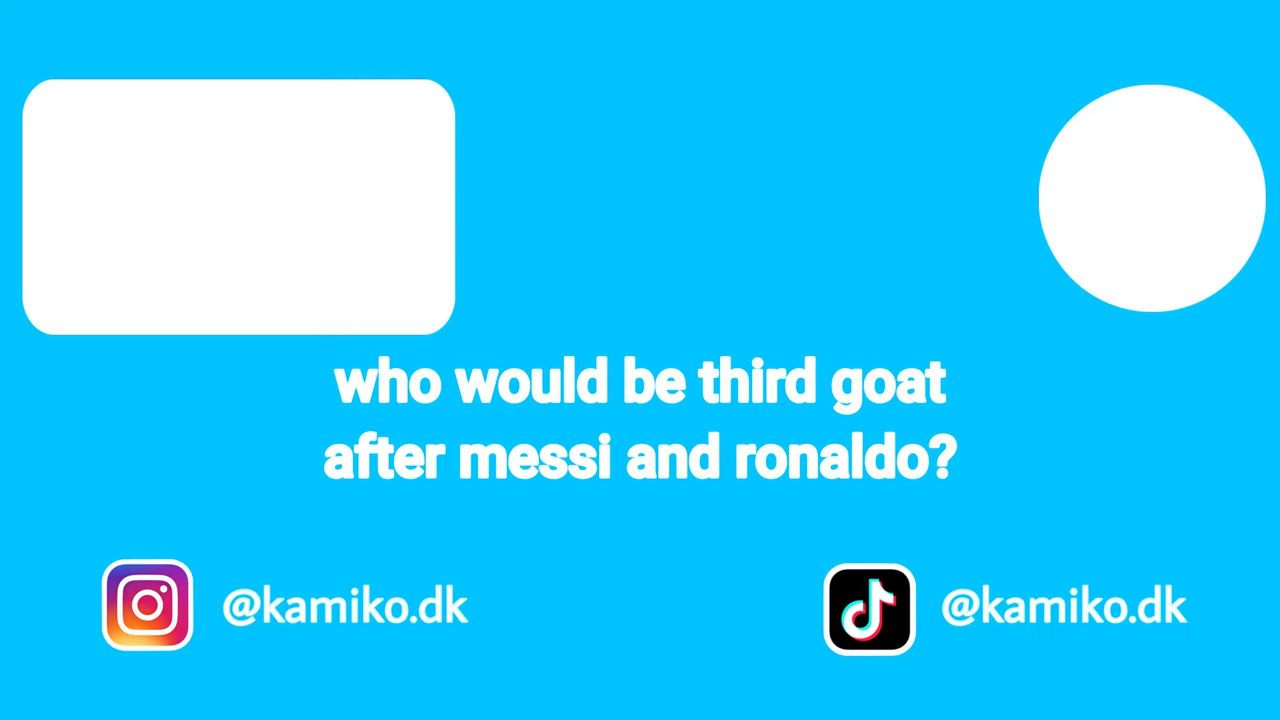 who would be third goat
after messi and ronaldo?
@kamiko.dk
@kamiko.dk